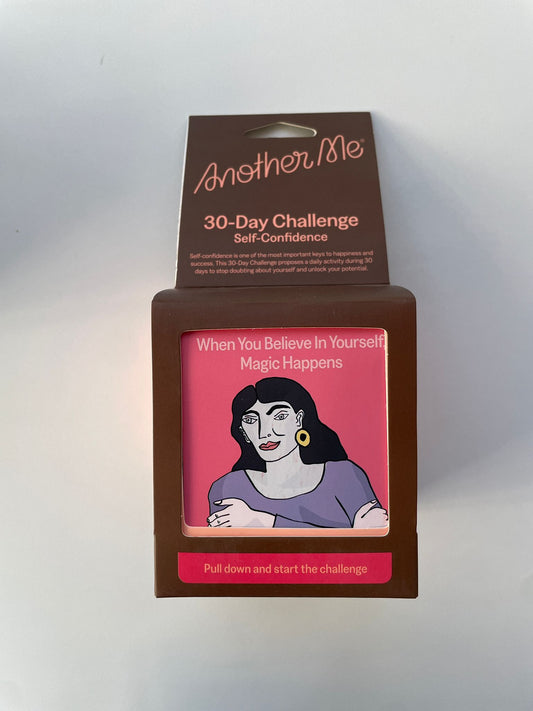 Another Me
30-Day Challenge
Self-Confidence
Self-confidence is one of the most important keys to happiness and
success. This 30-Day Challenge proposes a daily activity during 30
days to stop doubting about yourself and unlock your potential.
When You Believe In Yourself,
Magic Happens
Pull down and start the challenge